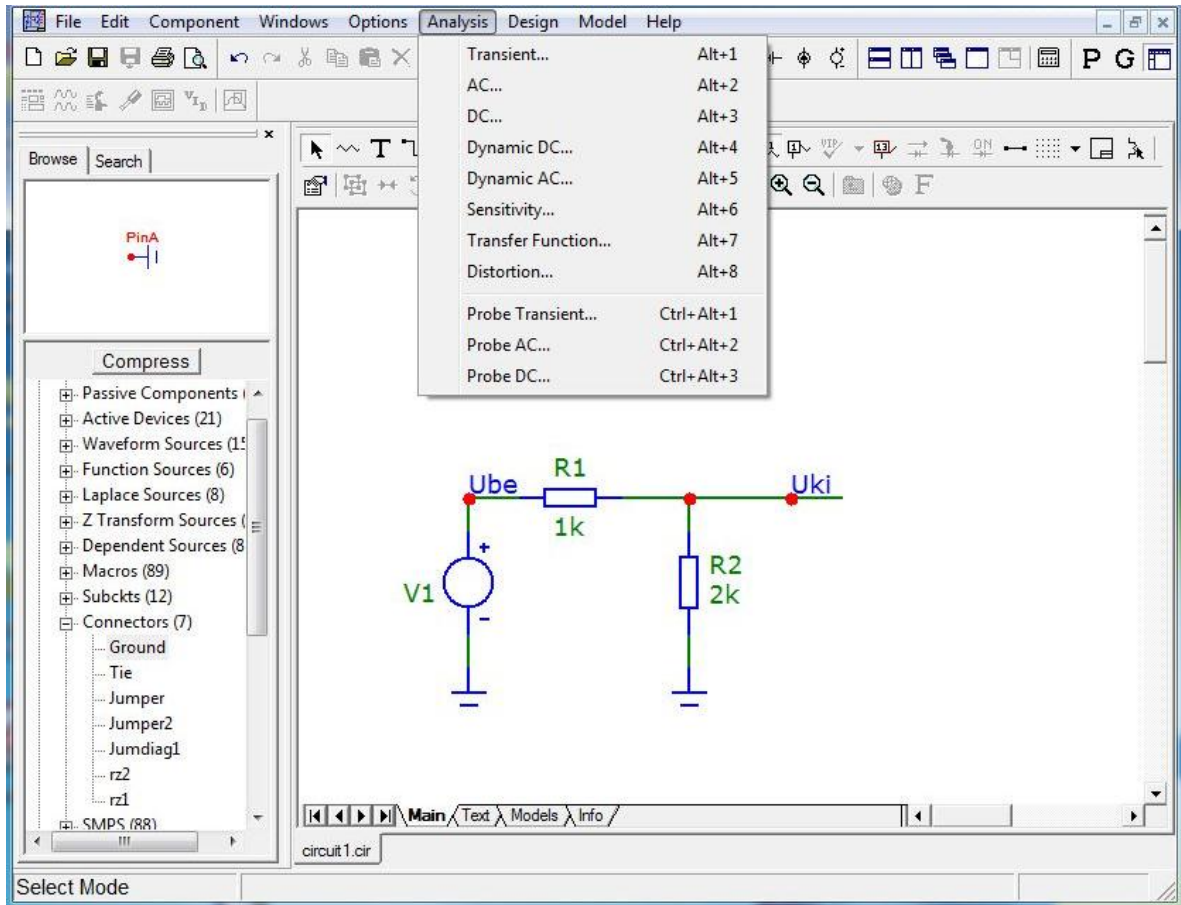 File Edit Component Windows Options Analysis Design Model Help
Transient... Alt+1
AC... Alt+2
DC... Alt+3
Dynamic DC... Alt+4
Dynamic AC... Alt+5
Sensitivity... Alt+6
Transfer Function... Alt+7
Distortion... Alt+8
Probe Transient... Ctrl+Alt+1
Probe AC... Ctrl+Alt+2
Probe DC... Ctrl+Alt+3
P G
T
F
Browse Search
PinA
Compress
Passive Components (
Active Devices (21)
Waveform Sources (15
Function Sources (6)
Laplace Sources (8)
Z Transform Sources (
Dependent Sources (8
Macros (89)
Subckts (12)
Connectors (7)
Ground
Tie
Jumper
Jumper2
Jumdiag1
rz2
rz1
SMPS (88)
Ube
R1
1k
Uki
V1
+
-
R2
2k
Main Text Models Info
circuit1.cir
Select Mode